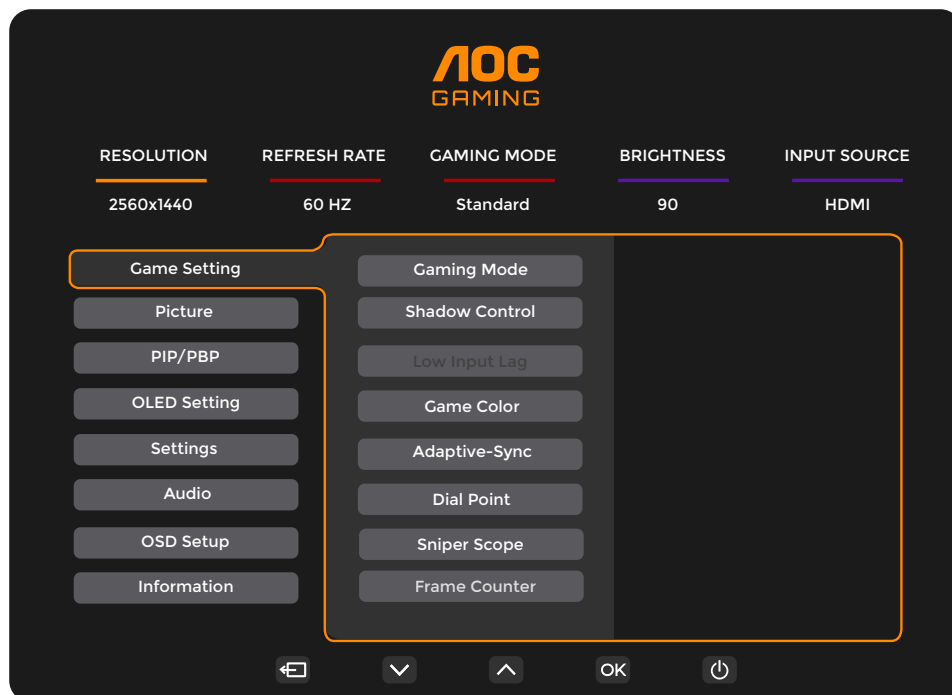 AOC
GAMING
RESOLUTION REFRESH RATE GAMING MODE BRIGHTNESS INPUT SOURCE
2560x1440 60 HZ Standard 90 HDMI
Game Setting
Picture
PIP/PBP
OLED Setting
Settings
Audio
OSD Setup
Information
Gaming Mode
Shadow Control
Low Input Lag
Game Color
Adaptive-Sync
Dial Point
Sniper Scope
Frame Counter
OK